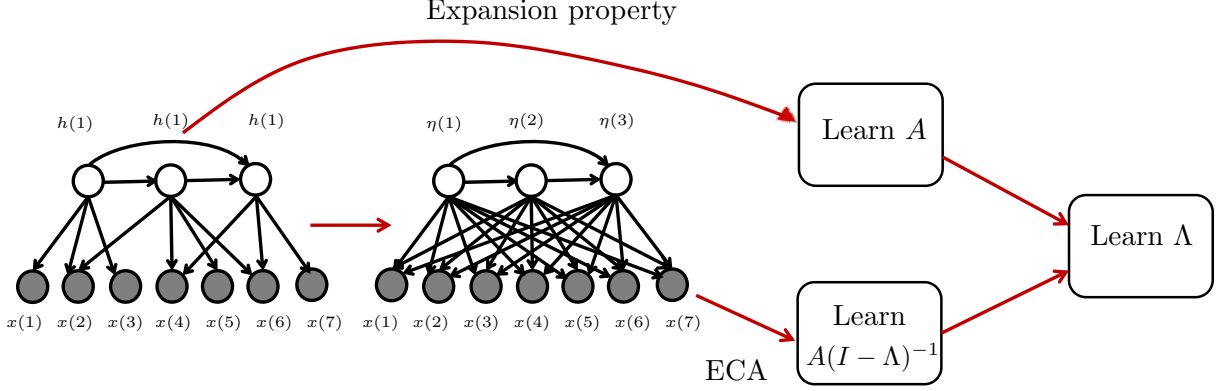 Expansion property
h(1) h(1) h(1)
η(1) η(2) η(3)
Learn A
Learn Λ
x(1) x(2) x(3) x(4) x(5) x(6) x(7)
x(1) x(2) x(3) x(4) x(5) x(6) x(7)
Learn
A(I − Λ)⁻¹
ECA